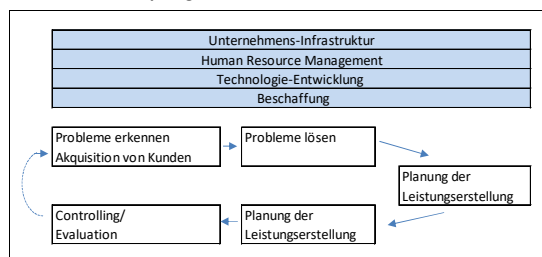 Unternehmens-Infrastruktur
Human Resource Management
Technologie-Entwicklung
Beschaffung
Probleme erkennen
Akquisition von Kunden
Probleme lösen
Planung der
Leistungserstellung
Controlling/
Evaluation
Planung der
Leistungserstellung